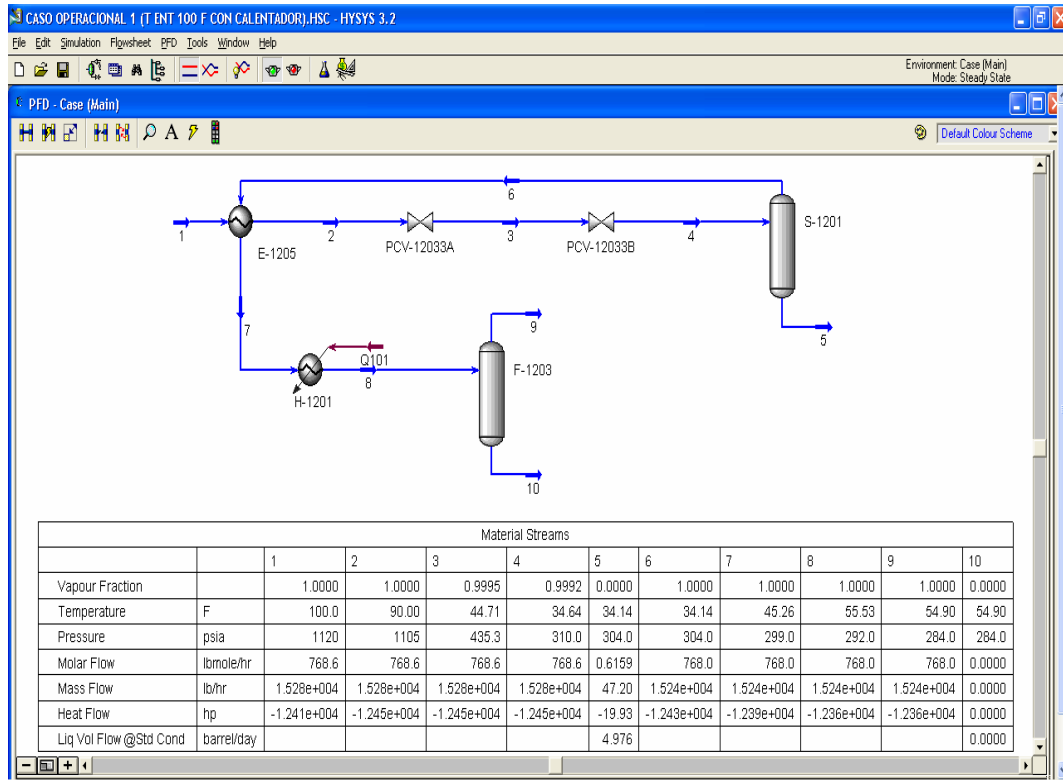 CASO OPERACIONAL 1 (T ENT 100 F CON CALENTADOR).HSC - HYSYS 3.2
File Edit Simulation Flowsheet PFD Tools Window Help
Environment: Case (Main)
Mode: Steady State
PFD - Case (Main)
A
Default Colour Scheme
6
1
E-1205
2
PCV-12033A
3
PCV-12033B
4
S-1201
5
7
Q101
8
H-1201
9
F-1203
10
Material Streams
1 2 3 4 5 6 7 8 9 10
Vapour Fraction 1.0000 1.0000 0.9995 0.9992 0.0000 1.0000 1.0000 1.0000 1.0000 0.0000
Temperature F 100.0 90.00 44.71 34.64 34.14 34.14 45.26 55.53 54.90 54.90
Pressure psia 1120 1105 435.3 310.0 304.0 304.0 299.0 292.0 284.0 284.0
Molar Flow lbmole/hr 768.6 768.6 768.6 768.6 0.6159 768.0 768.0 768.0 768.0 0.0000
Mass Flow lb/hr 1.528e+004 1.528e+004 1.528e+004 1.528e+004 47.20 1.524e+004 1.524e+004 1.524e+004 1.524e+004 0.0000
Heat Flow hp -1.241e+004 -1.245e+004 -1.245e+004 -1.245e+004 -19.93 -1.243e+004 -1.239e+004 -1.236e+004 -1.236e+004 0.0000
Liq Vol Flow @Std Cond barrel/day 4.976 0.0000